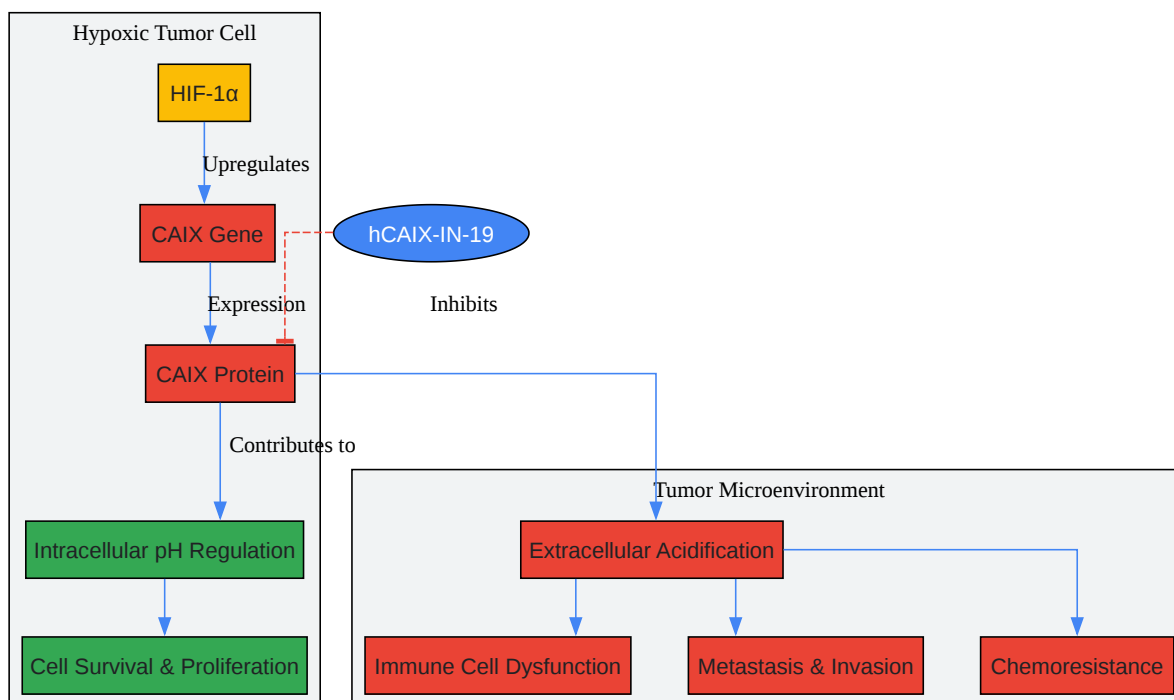 Hypoxic Tumor Cell
HIF-1α
Upregulates
CAIX Gene
hCAIX-IN-19
Expression
Inhibits
CAIX Protein
Contributes to
Tumor Microenvironment
Intracellular pH Regulation
Extracellular Acidification
Cell Survival & Proliferation
Immune Cell Dysfunction
Metastasis & Invasion
Chemoresistance